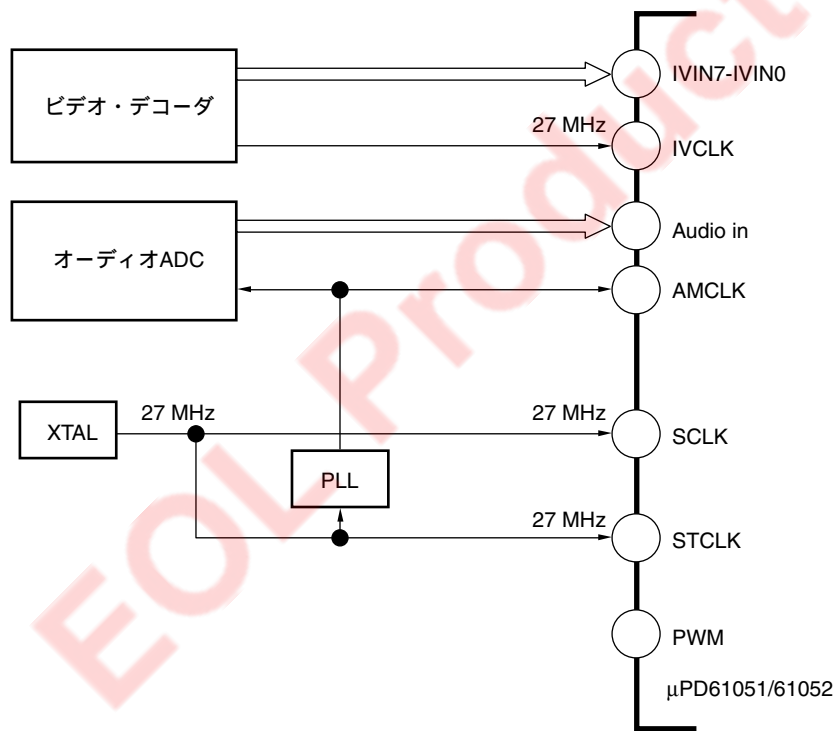 ビデオ・デコーダ
IVIN7-IVIN0
27 MHz
IVCLK
オーディオADC
Audio in
AMCLK
XTAL
27 MHz
27 MHz
SCLK
PLL
27 MHz
STCLK
PWM
μPD61051/61052
EOL Product